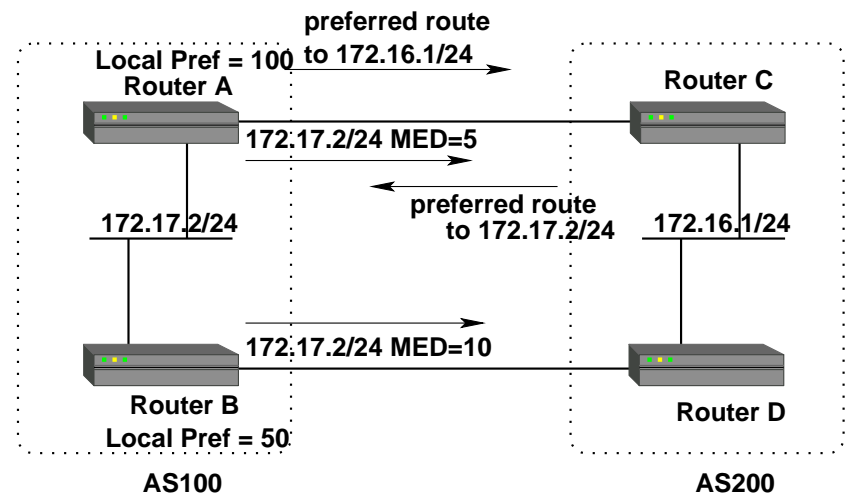 preferred route
to 172.16.1/24
Local Pref = 100
Router A
Router C
172.17.2/24 MED=5
preferred route
to 172.17.2/24
172.17.2/24
172.16.1/24
172.17.2/24 MED=10
Router B
Local Pref = 50
Router D
AS100
AS200